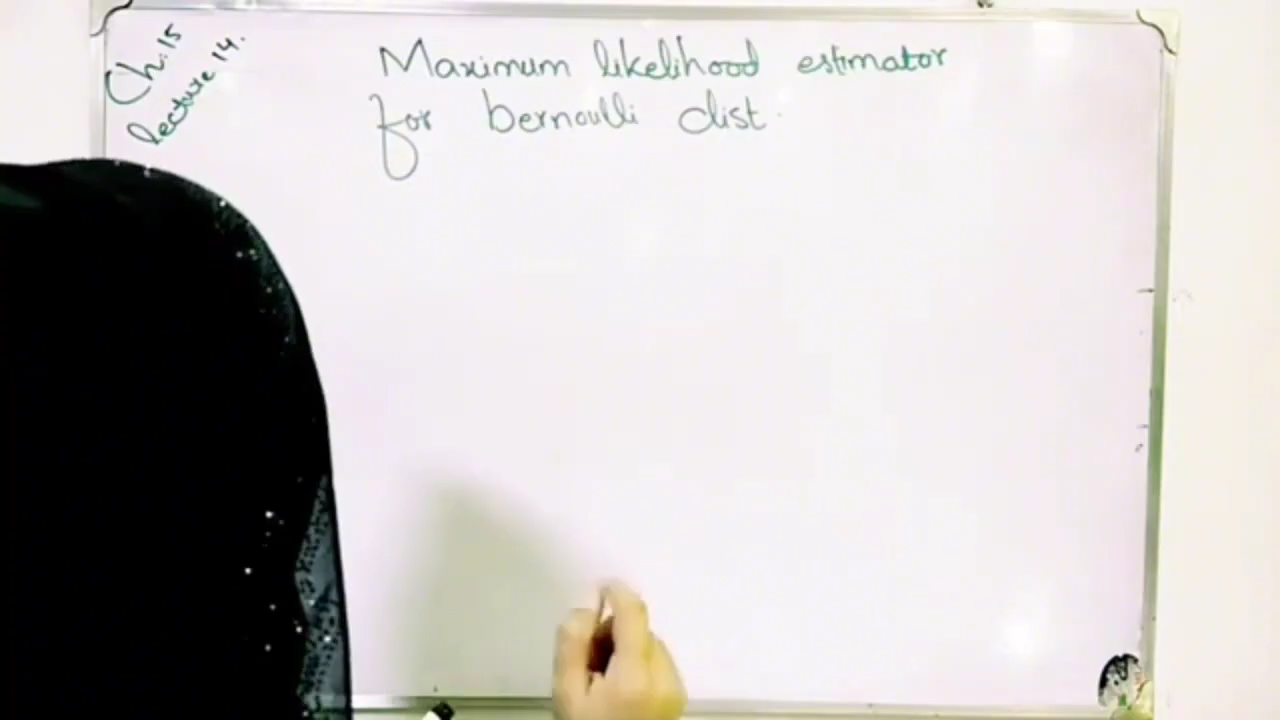 Ch. 15
lecture 14.
Maximum likelihood estimator
for bernoulli dist.